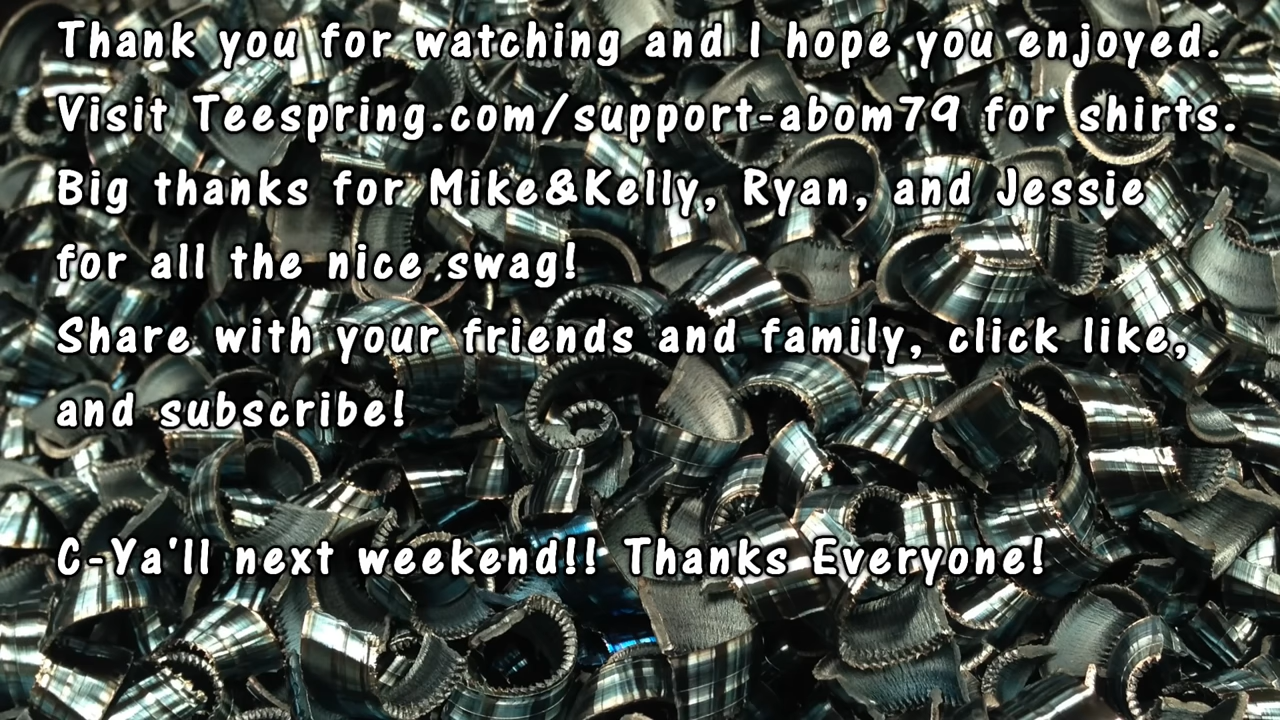 Thank you for watching and I hope you enjoyed.
Visit Teespring.com/support-abom79 for shirts.
Big thanks for Mike&Kelly, Ryan, and Jessie
for all the nice swag!
Share with your friends and family, click like,
and subscribe!
C-Ya'll next weekend!! Thanks Everyone!